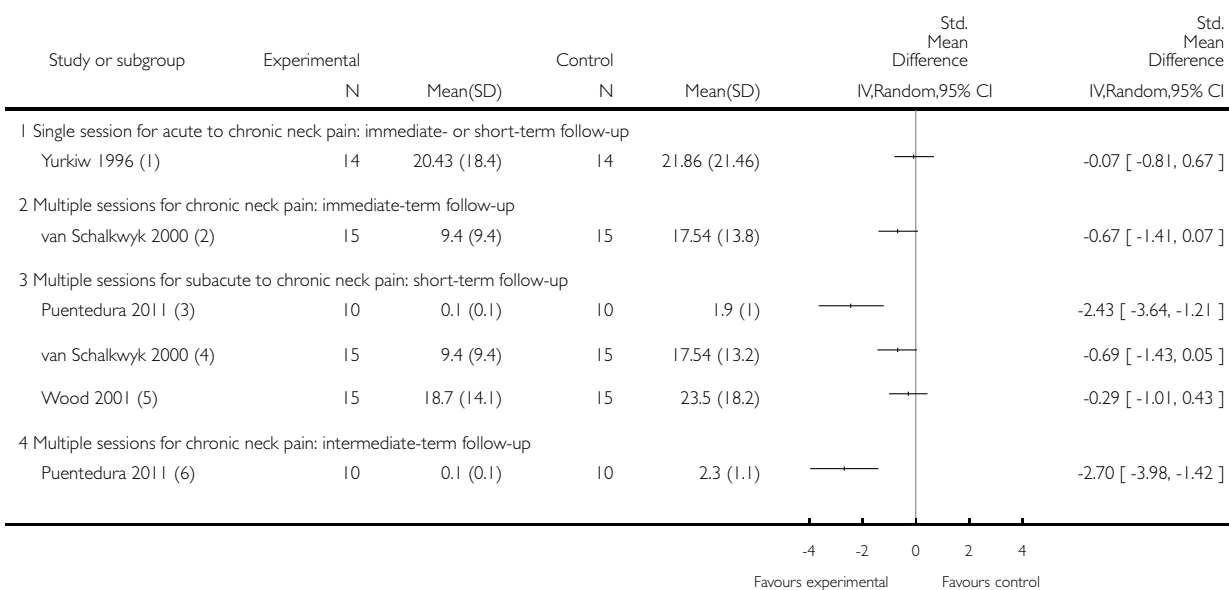 Std. Mean Difference
Std. Mean Difference
Study or subgroup Experimental Control
N Mean(SD) N Mean(SD) IV,Random,95% CI IV,Random,95% CI
1 Single session for acute to chronic neck pain: immediate- or short-term follow-up
Yurkiw 1996 (1) 14 20.43 (18.4) 14 21.86 (21.46) -0.07 [ -0.81, 0.67 ]
2 Multiple sessions for chronic neck pain: immediate-term follow-up
van Schalkwyk 2000 (2) 15 9.4 (9.4) 15 17.54 (13.8) -0.67 [ -1.41, 0.07 ]
3 Multiple sessions for subacute to chronic neck pain: short-term follow-up
Puentedura 2011 (3) 10 0.1 (0.1) 10 1.9 (1) -2.43 [ -3.64, -1.21 ]
van Schalkwyk 2000 (4) 15 9.4 (9.4) 15 17.54 (13.2) -0.69 [ -1.43, 0.05 ]
Wood 2001 (5) 15 18.7 (14.1) 15 23.5 (18.2) -0.29 [ -1.01, 0.43 ]
4 Multiple sessions for chronic neck pain: intermediate-term follow-up
Puentedura 2011 (6) 10 0.1 (0.1) 10 2.3 (1.1) -2.70 [ -3.98, -1.42 ]
-4 -2 0 2 4
Favours experimental Favours control